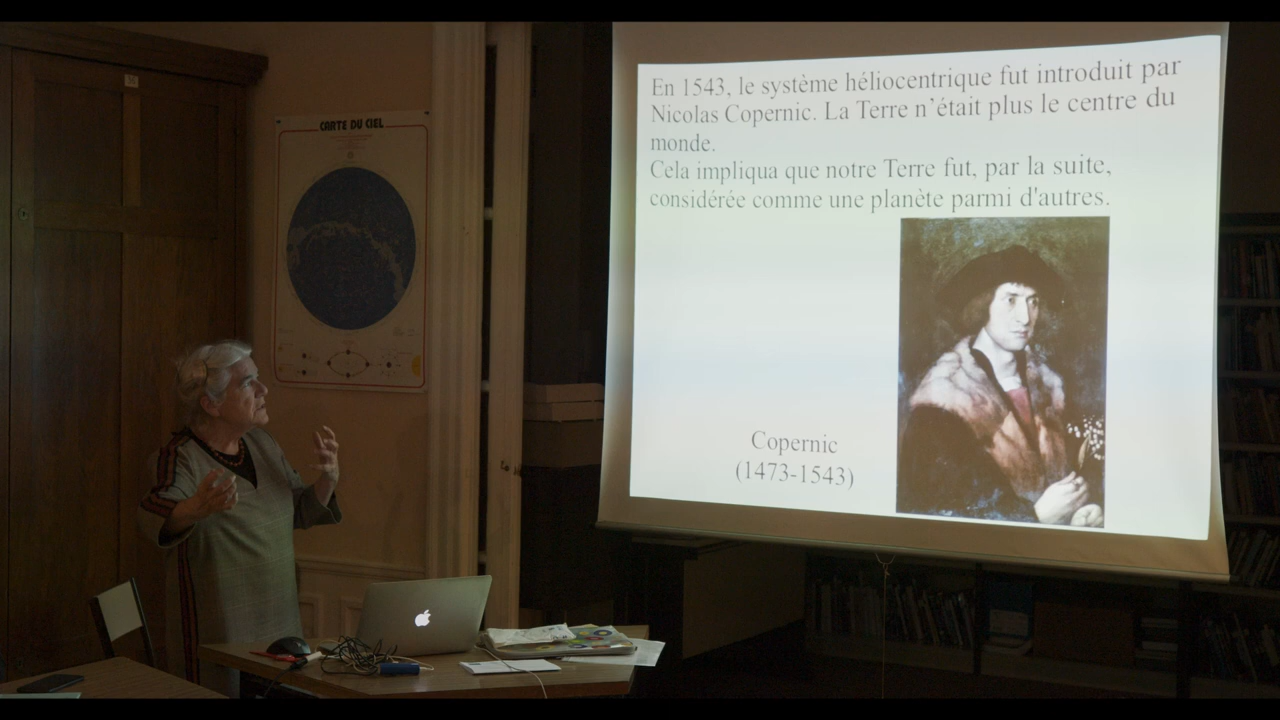 CARTE DU CIEL
En 1543, le système héliocentrique fut introduit par
Nicolas Copernic. La Terre n'était plus le centre du
monde.
Cela impliqua que notre Terre fut, par la suite,
considérée comme une planète parmi d'autres.
Copernic
(1473-1543)